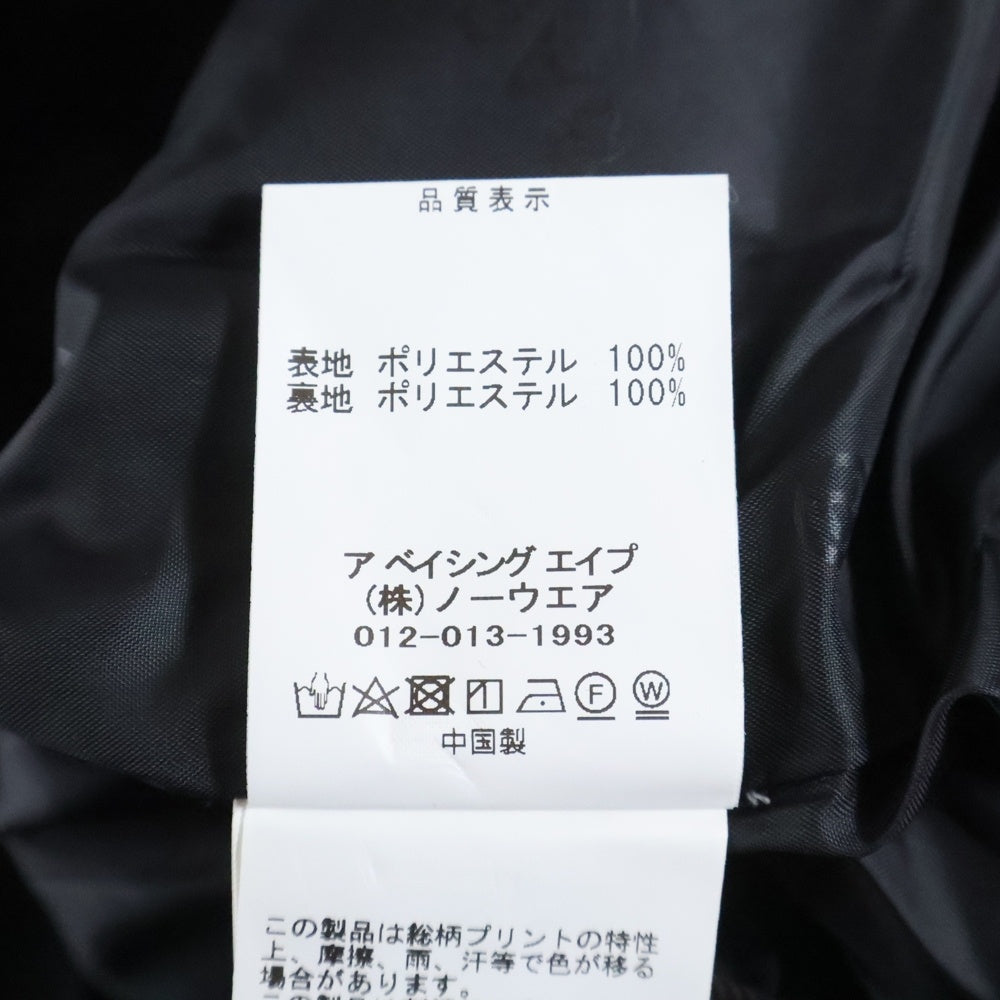 品質表示
表地 ポリエステル 100%
裏地 ポリエステル 100%
ア ベイシング エイプ
(株)ノーウエア
012-013-1993
F W
中国製
この製品は総柄プリントの特性
上、摩擦、雨、汗等で色が移る
場合があります。